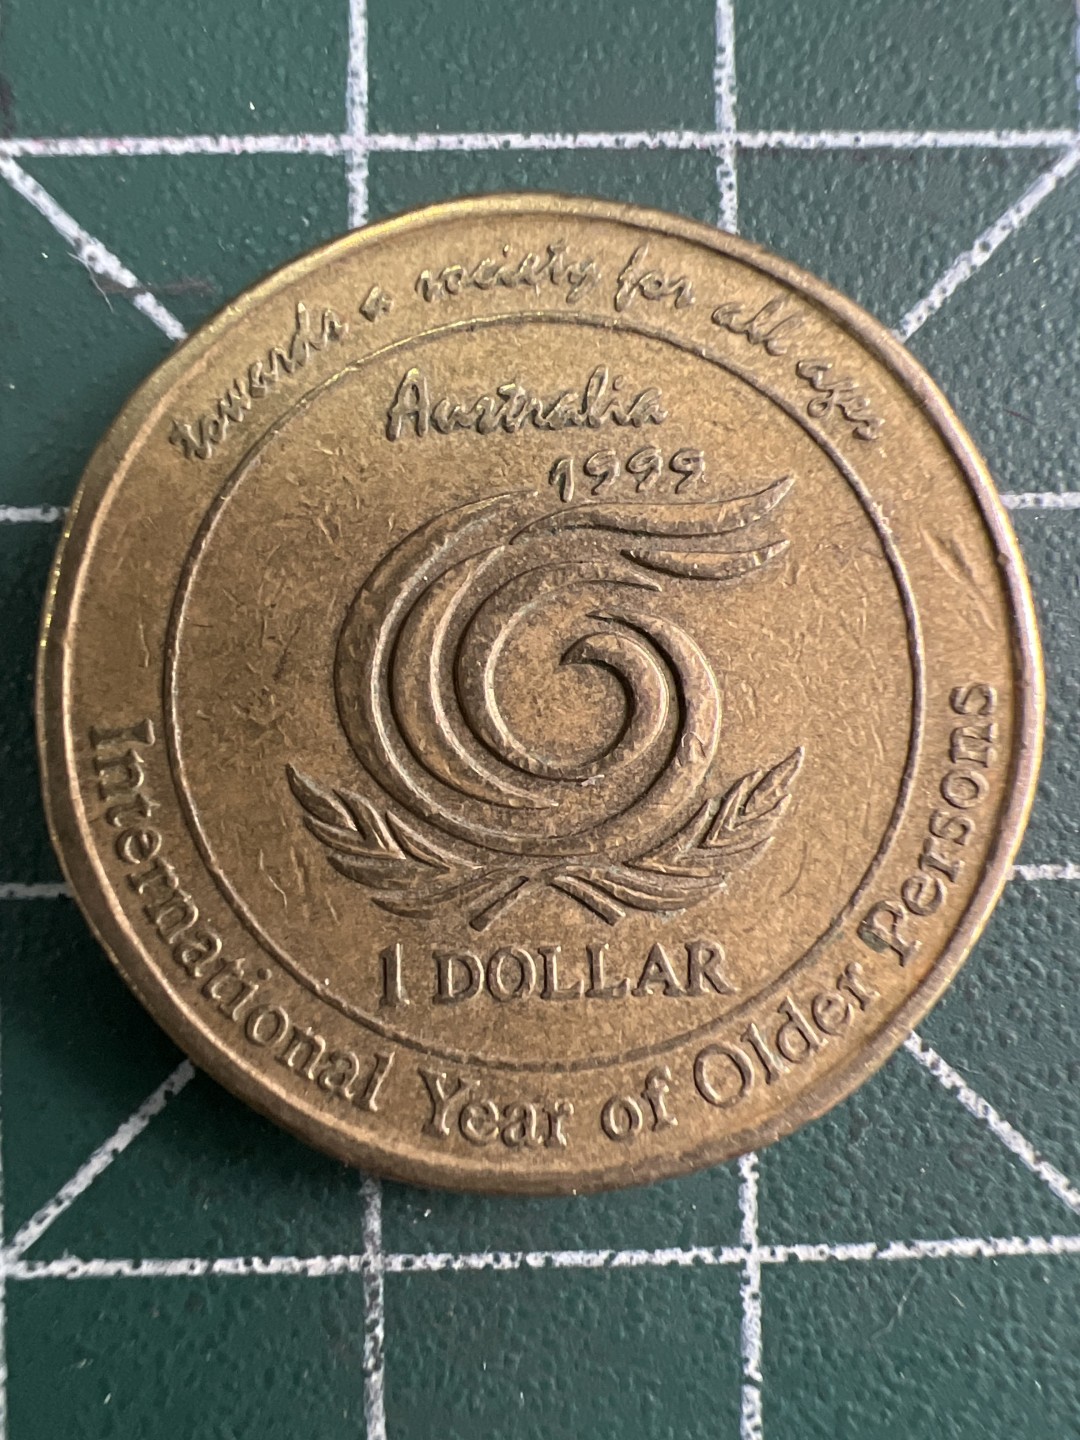 towards a society for all ages
Australia
1999
1 DOLLAR
International Year of Older Persons